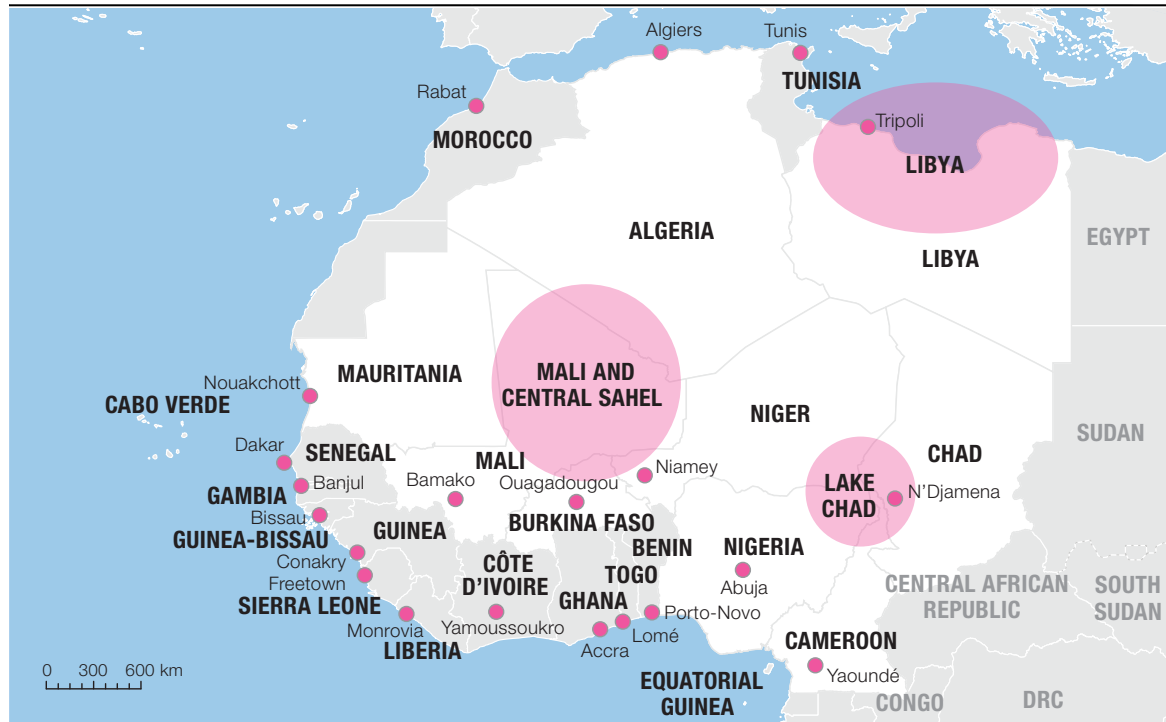 Algiers
Tunis
TUNISIA
Rabat
MOROCCO
Tripoli
LIBYA
ALGERIA
EGYPT
LIBYA
MAURITANIA
MALI AND
CENTRAL SAHEL
Nouakchott
CABO VERDE
NIGER
SUDAN
Dakar
SENEGAL
MALI
Niamey
CHAD
LAKE
CHAD
N’Djamena
Banjul
GAMBIA
Bamako
Ouagadougou
Bissau
GUINEA-BISSAU
GUINEA
BURKINA FASO
BENIN
NIGERIA
Abuja
Conakry
Freetown
SIERRA LEONE
CÔTE
D’IVOIRE
TOGO
GHANA
CENTRAL AFRICAN
REPUBLIC
SOUTH
SUDAN
Monrovia
LIBERIA
Yamoussoukro
Porto-Novo
Lomé
Accra
CAMEROON
Yaoundé
EQUATORIAL
GUINEA
CONGO
DRC
0 300 600 km